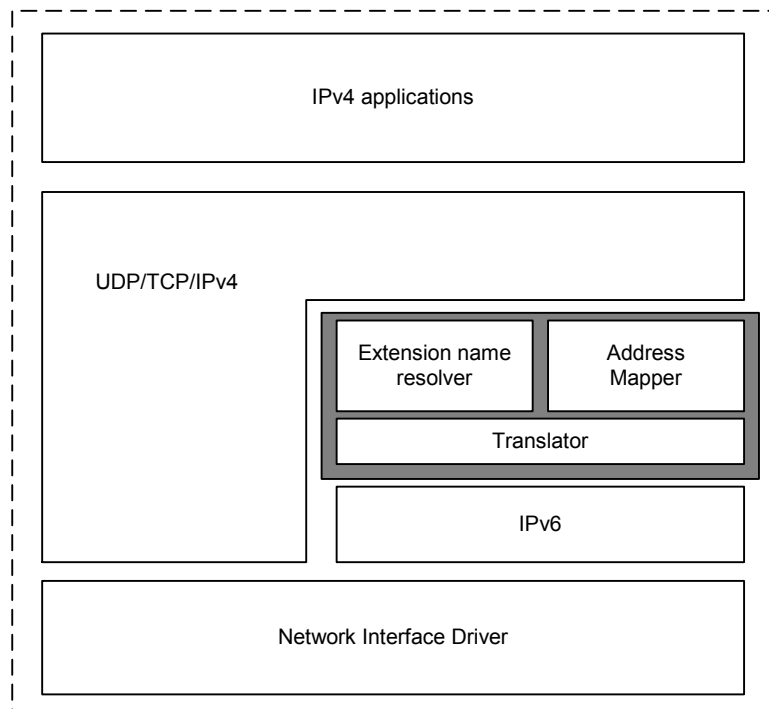 IPv4 applications
UDP/TCP/IPv4
Extension name
resolver
Address
Mapper
Translator
IPv6
Network Interface Driver